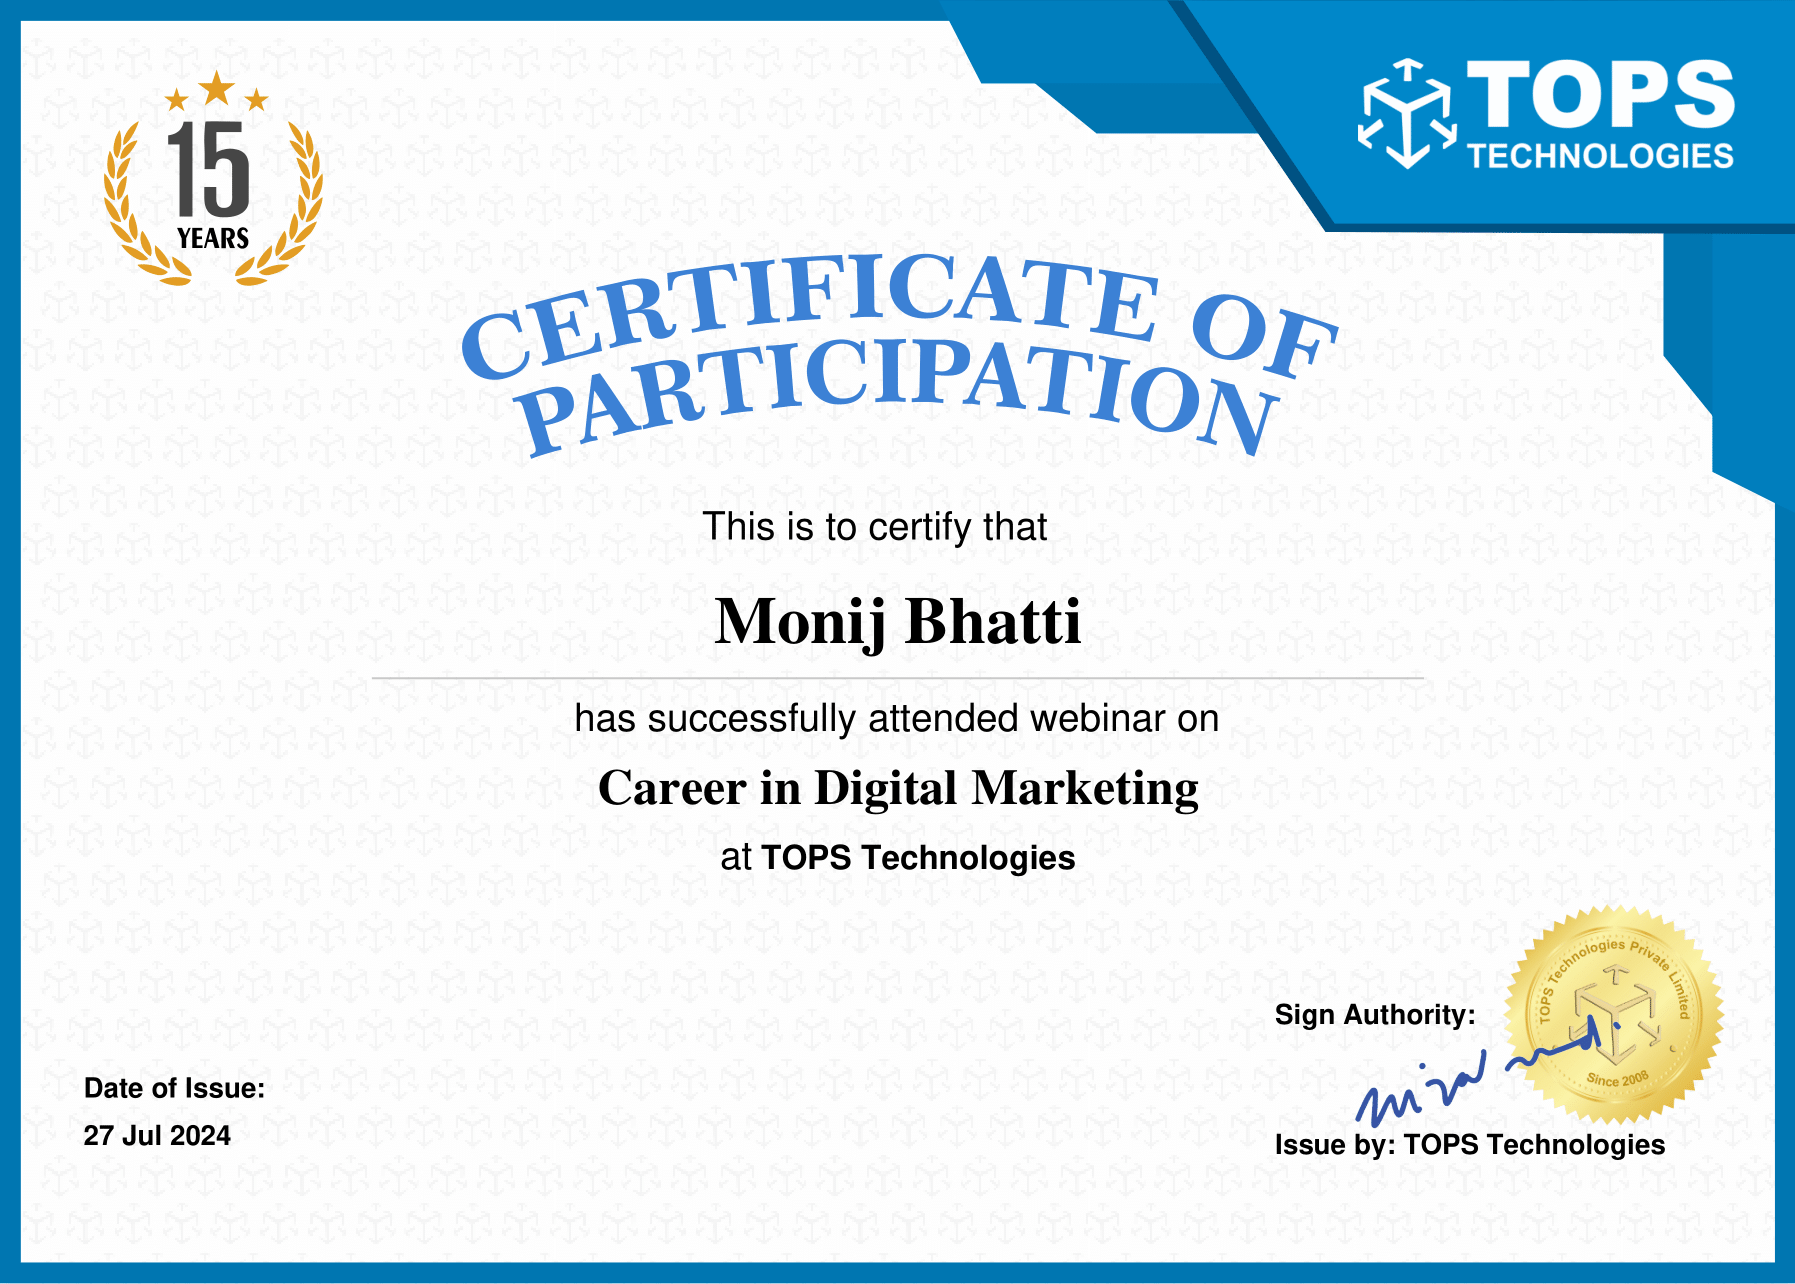 15
YEARS
TOPS
TECHNOLOGIES
CERTIFICATE OF
PARTICIPATION
This is to certify that
Monij Bhatti
has successfully attended webinar on
Career in Digital Marketing
at TOPS Technologies
Sign Authority:
TOPS Technologies Private Limited
Since 2008
Date of Issue:
27 Jul 2024
Issue by: TOPS Technologies